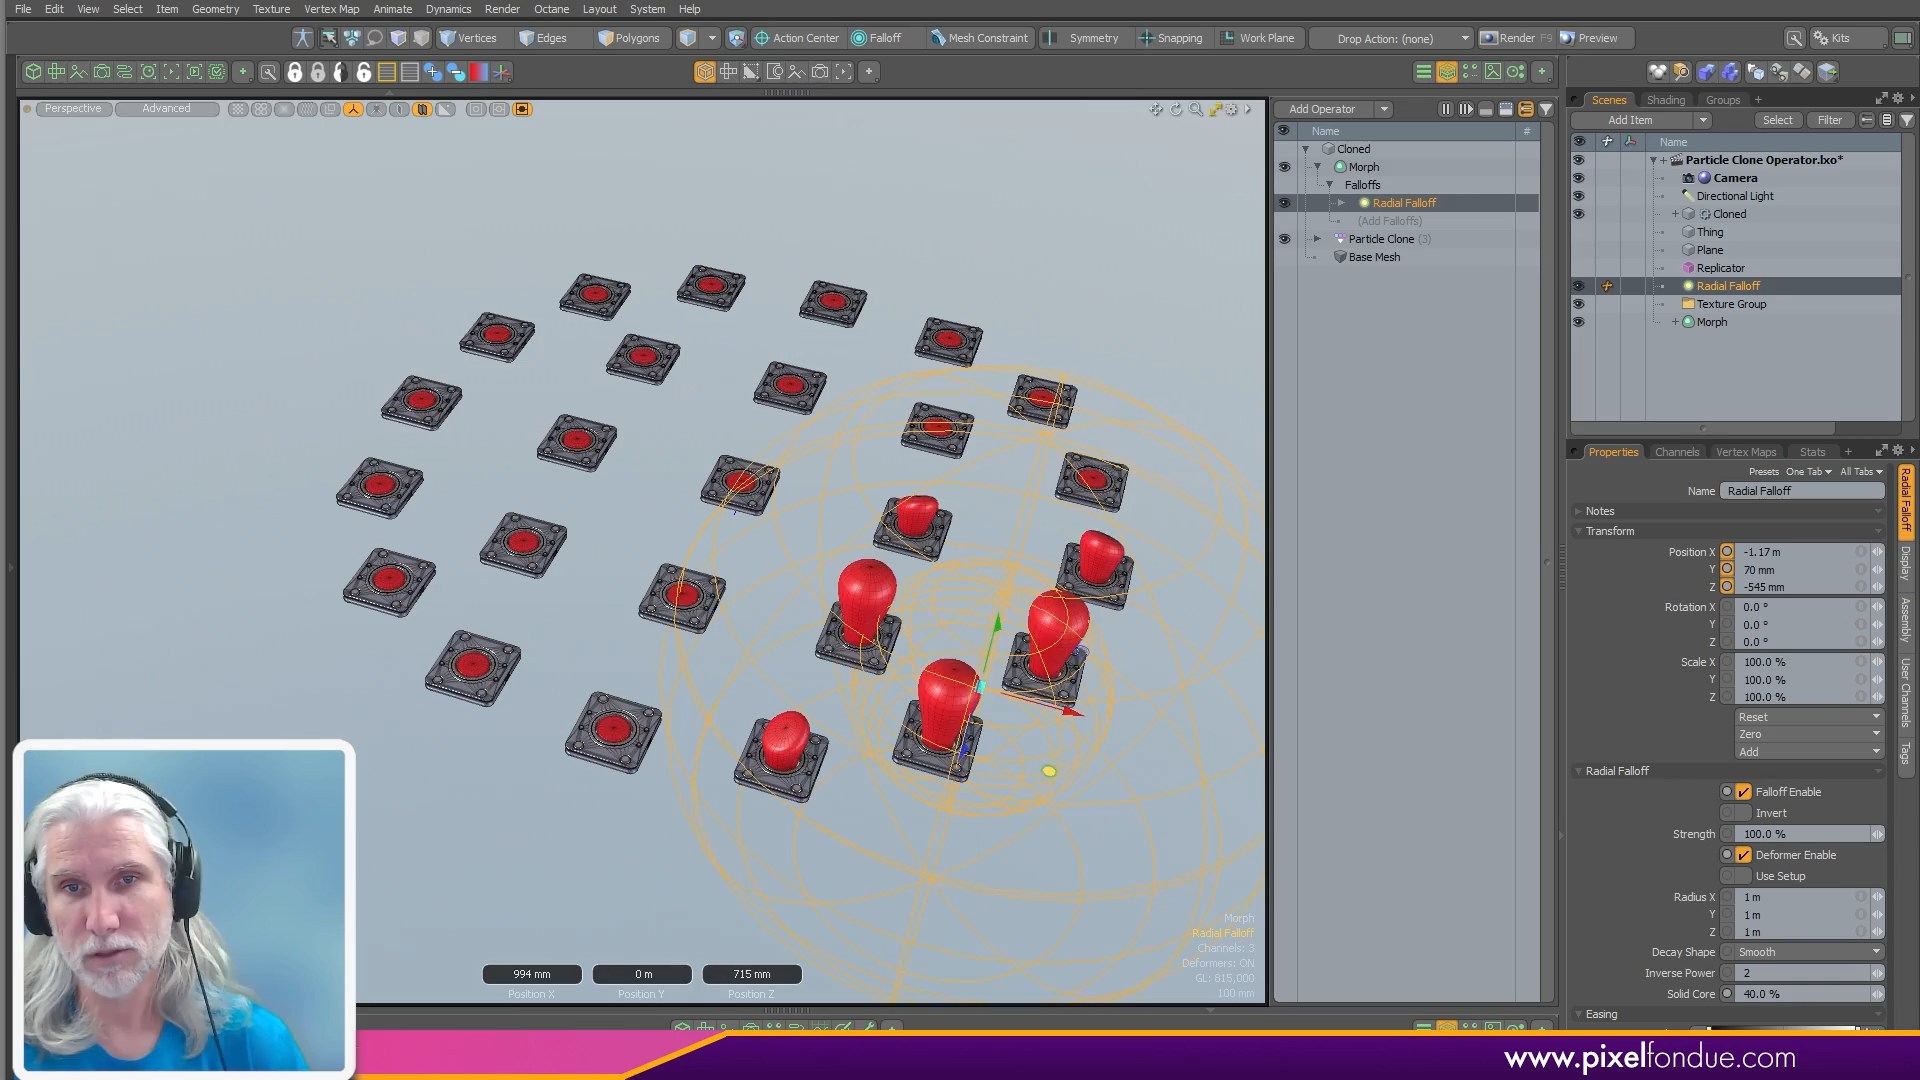 File Edit View Select Item Geometry Texture Vertex Map Animate Dynamics Render Octane Layout System Help
Vertices Edges Polygons Action Center Falloff Mesh Constraint Symmetry Snapping Work Plane Drop Action: (none) Render F9 Preview Kits
Perspective Advanced
Add Operator
Name #
Cloned
Morph
Falloffs
Radial Falloff
(Add Falloffs)
Particle Clone (3)
Base Mesh
Scenes Shading Groups +
Add Item Select Filter
Name
Particle Clone Operator.lxo*
Camera
Directional Light
Cloned
Thing
Plane
Replicator
Radial Falloff
Texture Group
Morph
Properties Channels Vertex Maps Stats +
Presets One Tab All Tabs
Name Radial Falloff
Notes
Transform
Position X -1.17 m
Y 70 mm
Z -545 mm
Rotation X 0.0 °
Y 0.0 °
Z 0.0 °
Scale X 100.0 %
Y 100.0 %
Z 100.0 %
Reset
Zero
Add
Radial Falloff
Falloff Enable
Invert
Strength 100.0 %
Deformer Enable
Use Setup
Radius X 1 m
Y 1 m
Z 1 m
Decay Shape Smooth
Inverse Power 2
Solid Core 40.0 %
Easing
Radial Falloff
Display
Assembly
User Channels
Tags
Morph
Radial Falloff
Channels: 3
Deformers: ON
GL: 815,000
100 mm
994 mm 0 m 715 mm
Position X Position Y Position Z
www.pixelfondue.com